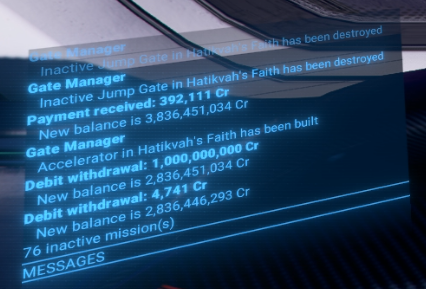 Gate Manager
Inactive Jump Gate in Hatikvah's Faith has been destroyed
Gate Manager
Inactive Jump Gate in Hatikvah's Faith has been destroyed
Payment received: 392,111 Cr
New balance is 3,836,451,034 Cr
Gate Manager
Accelerator in Hatikvah's Faith has been built
Debit withdrawal: 1,000,000,000 Cr
New balance is 2,836,451,034 Cr
Debit withdrawal: 4,741 Cr
New balance is 2,836,446,293 Cr
76 inactive mission(s)
MESSAGES